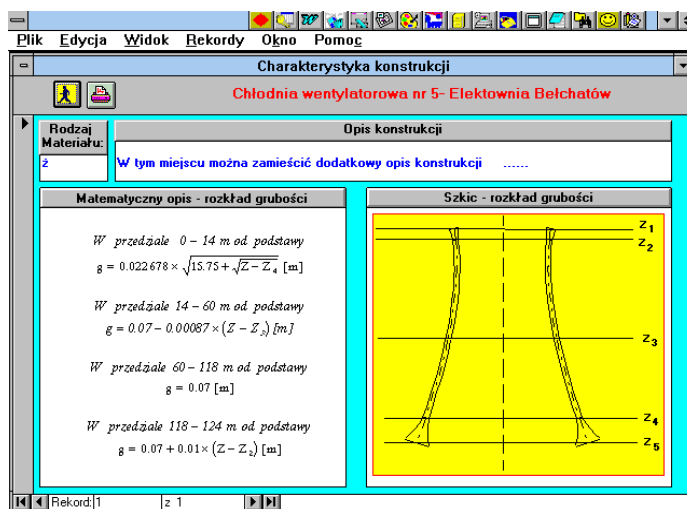 Plik Edycja Widok Rekordy Okno Pomoc
Charakterystyka konstrukcji
Chłodnia wentylatorowa nr 5- Elektownia Bełchatów
Rodzaj Materiału:
Opis konstrukcji
ż
W tym miejscu można zamieścić dodatkowy opis konstrukcji ......
Matematyczny opis - rozkład grubości
W przedziale 0 – 14 m od podstawy
g = 0.022678 × √(15.75 + √(Z – Z₄)) [m]
W przedziale 14 – 60 m od podstawy
g = 0.07 – 0.00087 × (Z – Z₃) [m]
W przedziale 60 – 118 m od podstawy
g = 0.07 [m]
W przedziale 118 – 124 m od podstawy
g = 0.07 + 0.01 × (Z – Z₂) [m]
Szkic - rozkład grubości
Z₁
Z₂
Z₃
Z₄
Z₅
Rekord: 1 z 1